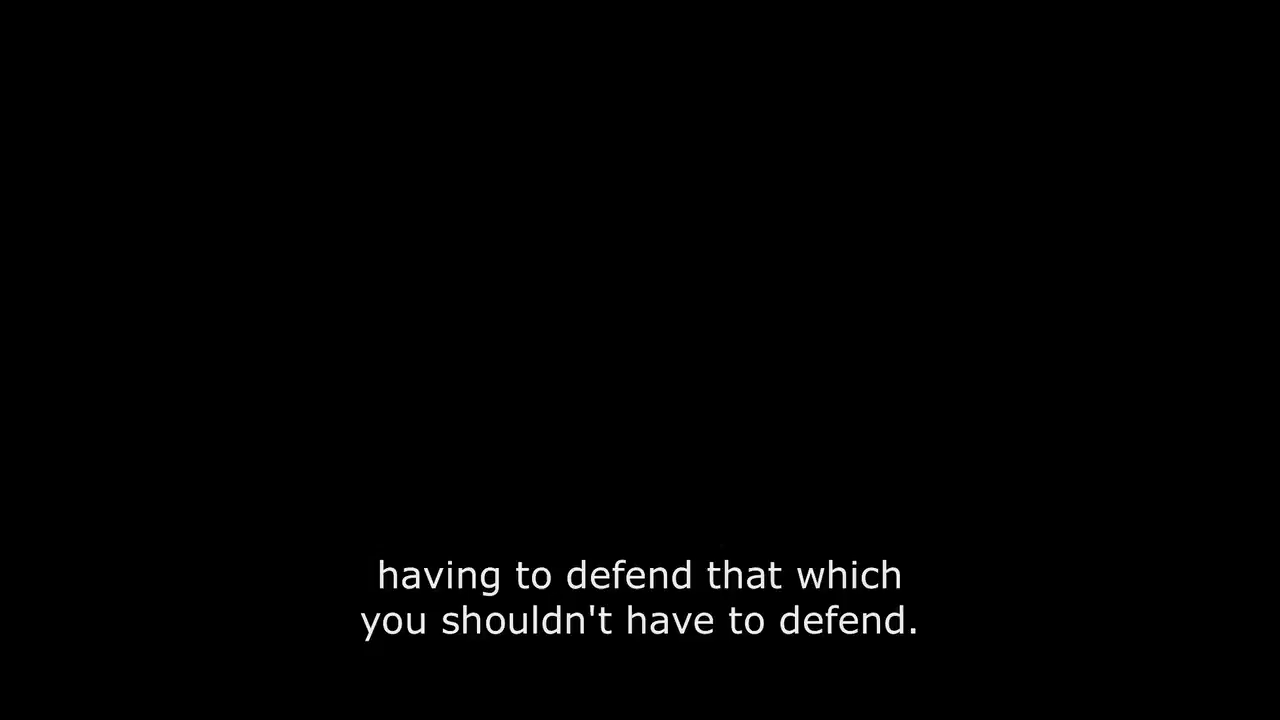 having to defend that which
you shouldn't have to defend.